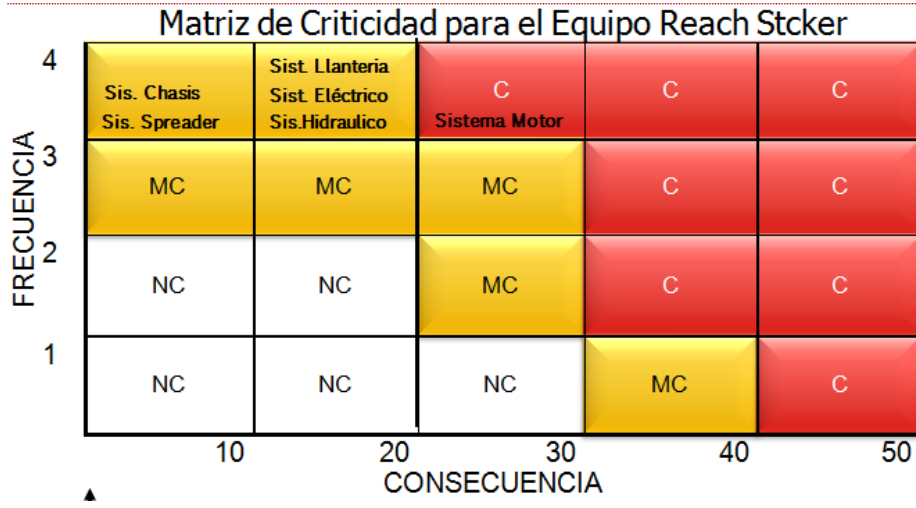 Matriz de Criticidad para el Equipo Reach Stcker
4
Sis. Chasis
Sis. Spreader
Sist. Llanteria
Sist. Eléctrico
Sis.Hidraulico
C
Sistema Motor
C
C
3
MC
MC
MC
C
C
2
NC
NC
MC
C
C
1
NC
NC
NC
MC
C
FRECUENCIA
10
20
30
40
50
CONSECUENCIA